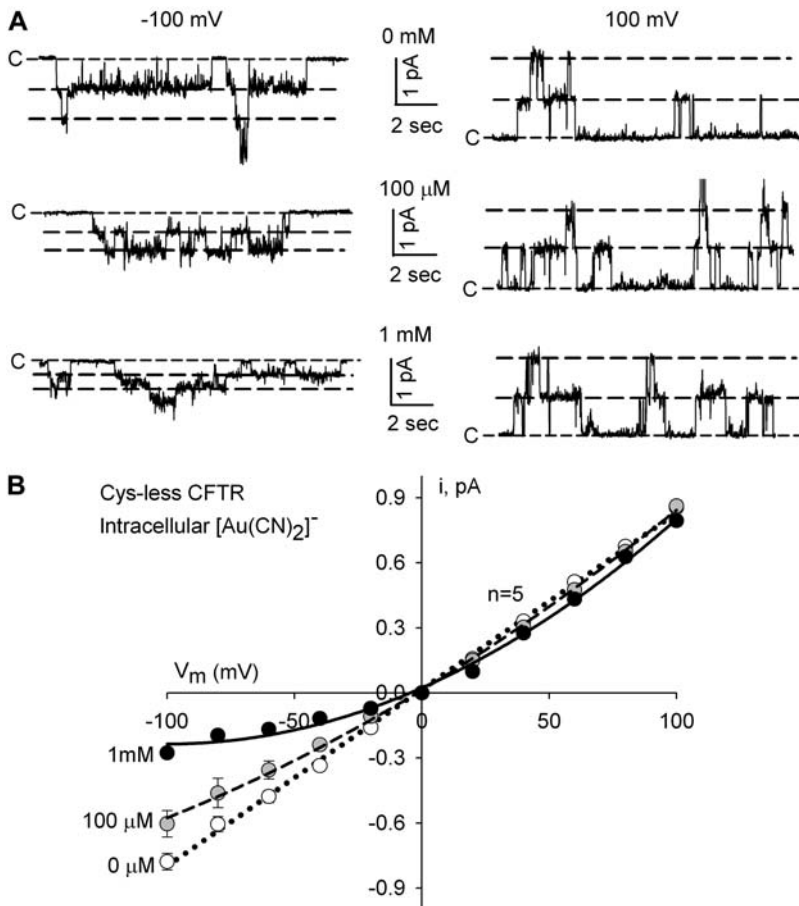 A
-100 mV
100 mV
0 mM
C
1 pA
2 sec
C
100 µM
C
1 pA
2 sec
C
1 mM
C
1 pA
2 sec
C
B
Cys-less CFTR
Intracellular [Au(CN)2]-
i, pA
0.9
0.6
n=5
0.3
Vm (mV)
0.0
-100
-50
0
50
100
1mM
-0.3
100 µM
-0.6
0 µM
-0.9